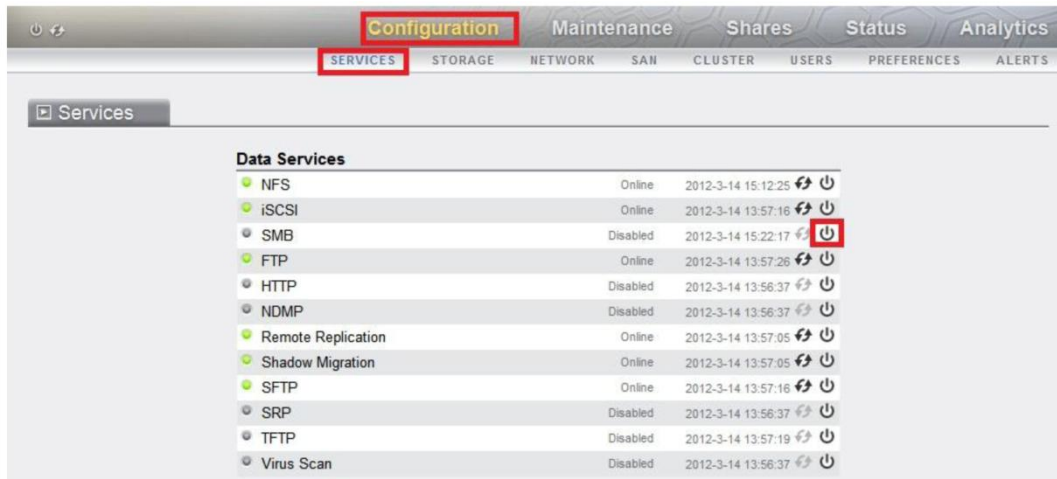 Configuration Maintenance Shares Status Analytics
SERVICES STORAGE NETWORK SAN CLUSTER USERS PREFERENCES ALERTS
Services
Data Services
NFS Online 2012-3-14 15:12:25
iSCSI Online 2012-3-14 13:57:16
SMB Disabled 2012-3-14 15:22:17
FTP Online 2012-3-14 13:57:26
HTTP Disabled 2012-3-14 13:56:37
NDMP Disabled 2012-3-14 13:56:37
Remote Replication Online 2012-3-14 13:57:05
Shadow Migration Online 2012-3-14 13:57:05
SFTP Online 2012-3-14 13:57:16
SRP Disabled 2012-3-14 13:56:37
TFTP Disabled 2012-3-14 13:57:19
Virus Scan Disabled 2012-3-14 13:56:37